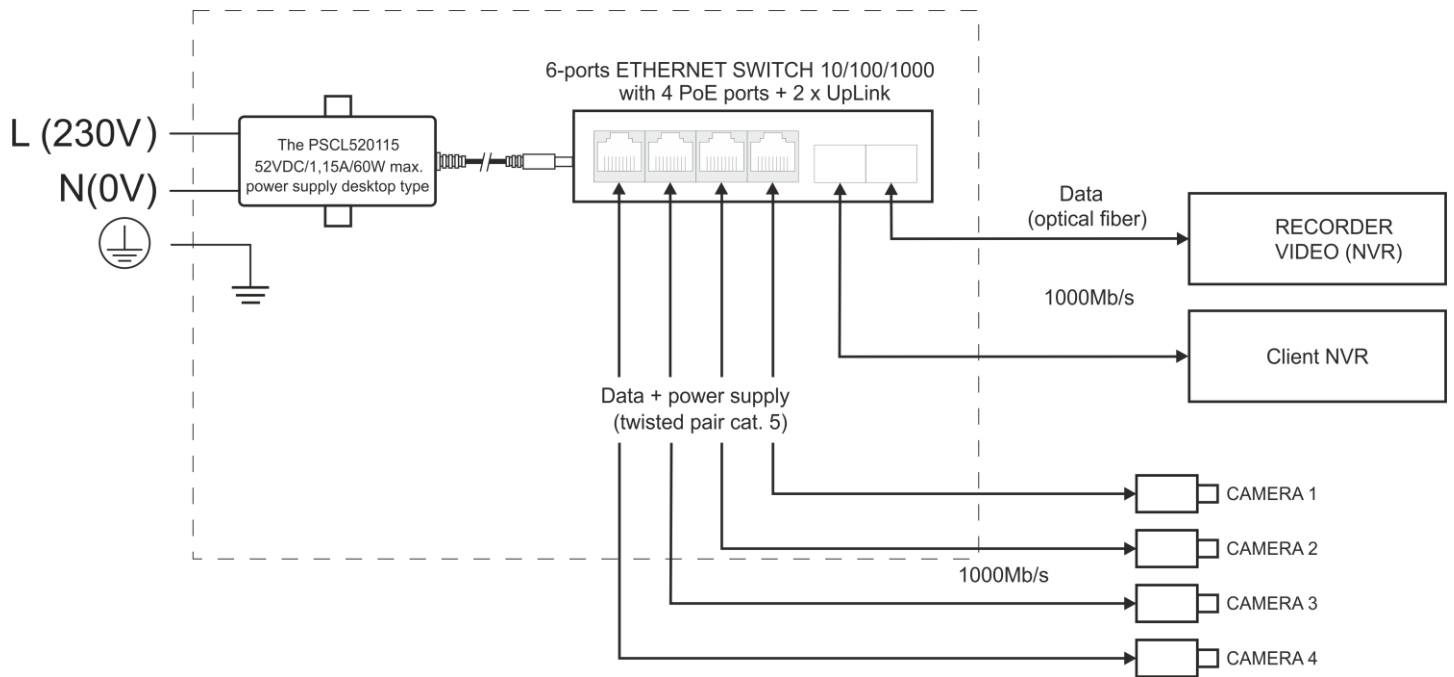 6-ports ETHERNET SWITCH 10/100/1000
with 4 PoE ports + 2 x UpLink
L (230V)
N(0V)
The PSCL520115
52VDC/1,15A/60W max.
power supply desktop type
Data
(optical fiber)
RECORDER
VIDEO (NVR)
1000Mb/s
Client NVR
Data + power supply
(twisted pair cat. 5)
CAMERA 1
CAMERA 2
1000Mb/s
CAMERA 3
CAMERA 4